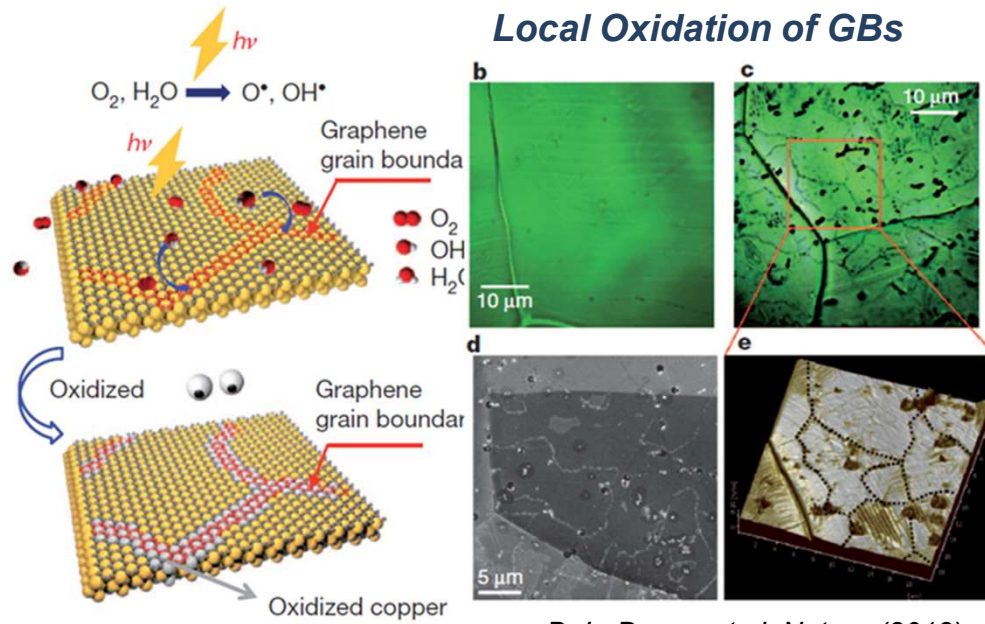 Local Oxidation of GBs
hν
O₂, H₂O O•, OH•
hν
Graphene
grain bounda
O₂
OH
H₂
Oxidized
Graphene
grain boundar
Oxidized copper
b
10 µm
c
10 µm
d
5 µm
e